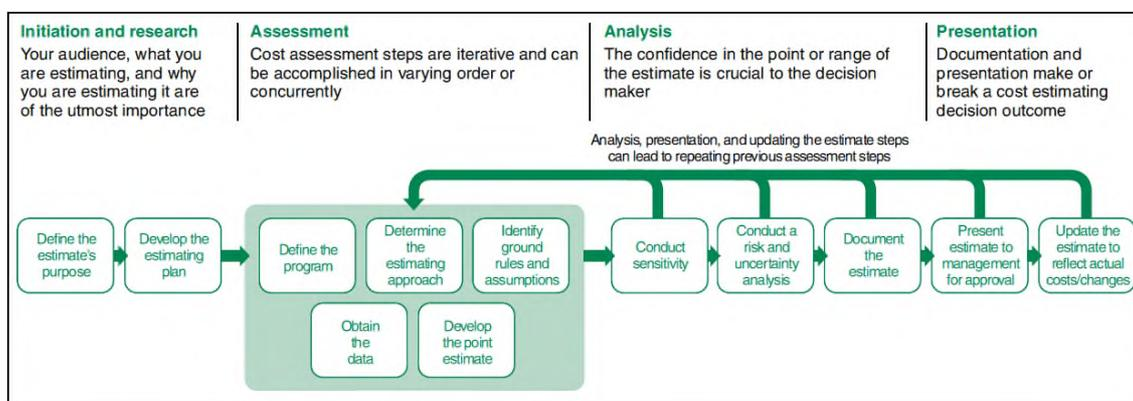 Initiation and research
Your audience, what you
are estimating, and why
you are estimating it are
of the utmost importance
Assessment
Cost assessment steps are iterative and can
be accomplished in varying order or
concurrently
Analysis
The confidence in the point or range of
the estimate is crucial to the decision
maker
Presentation
Documentation and
presentation make or
break a cost estimating
decision outcome
Analysis, presentation, and updating the estimate steps
can lead to repeating previous assessment steps
Define the
estimate's
purpose
Develop the
estimating
plan
Define the
program
Determine
the
estimating
approach
Identify
ground
rules and
assumptions
Obtain
the
data
Develop
the point
estimate
Conduct
sensitivity
Conduct a
risk and
uncertainty
analysis
Document
the
estimate
Present
estimate to
management
for approval
Update the
estimate to
reflect actual
costs/changes